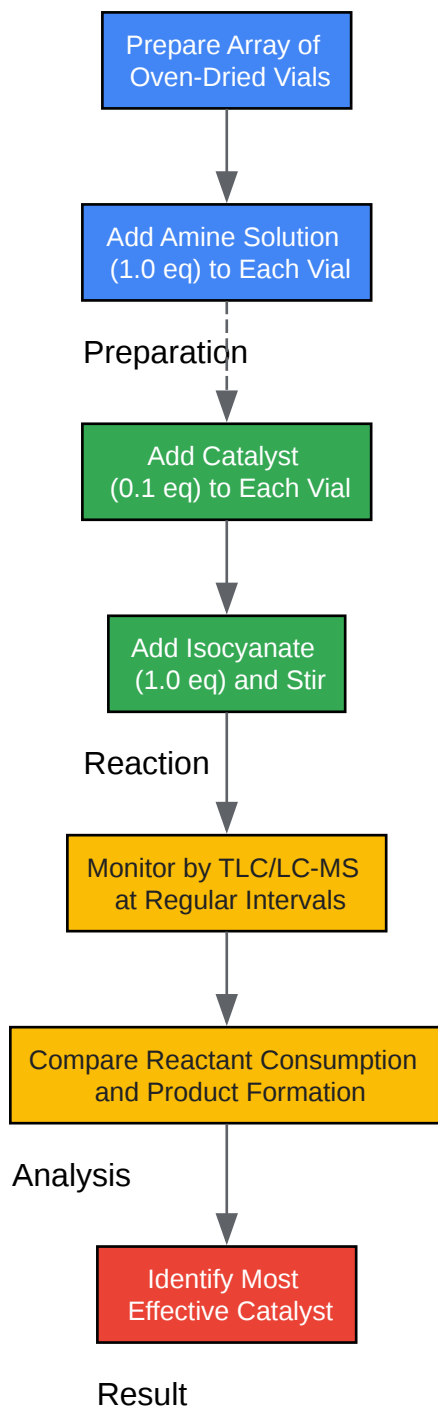 Prepare Array of
Oven-Dried Vials
Add Amine Solution
(1.0 eq) to Each Vial
Preparation
Add Catalyst
(0.1 eq) to Each Vial
Add Isocyanate
(1.0 eq) and Stir
Reaction
Monitor by TLC/LC-MS
at Regular Intervals
Compare Reactant Consumption
and Product Formation
Analysis
Identify Most
Effective Catalyst
Result